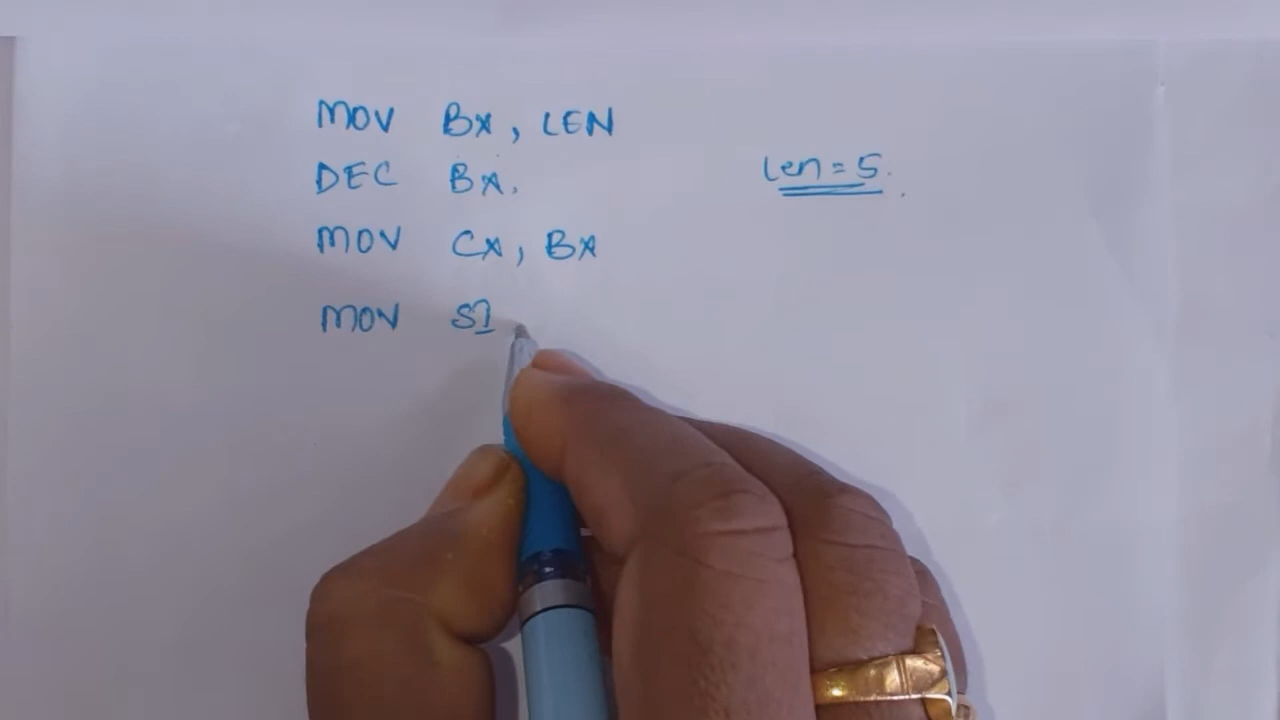 MOV BX, LEN
DEC BX.
Len = 5.
MOV CX, BX
MOV SI